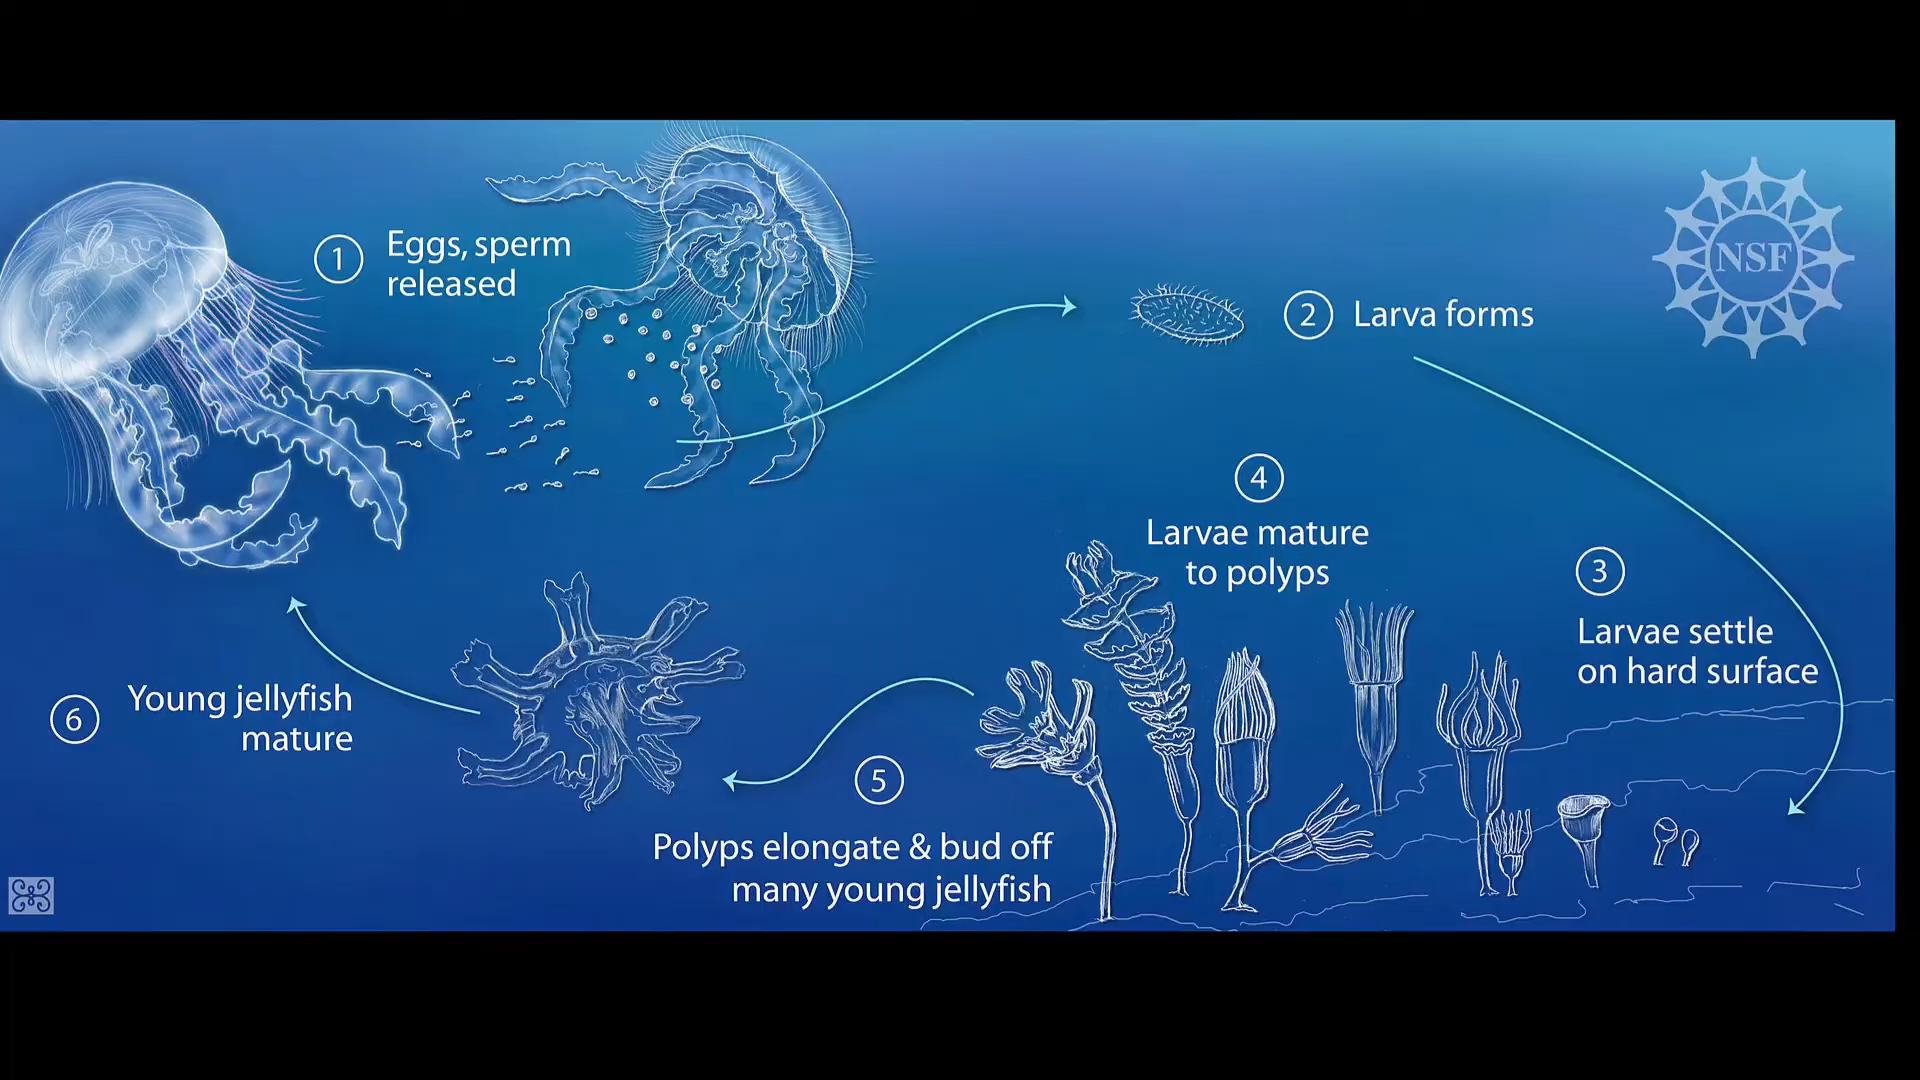 1
Eggs, sperm
released
2
Larva forms
NSF
3
Larvae settle
on hard surface
4
Larvae mature
to polyps
5
Polyps elongate & bud off
many young jellyfish
6
Young jellyfish
mature